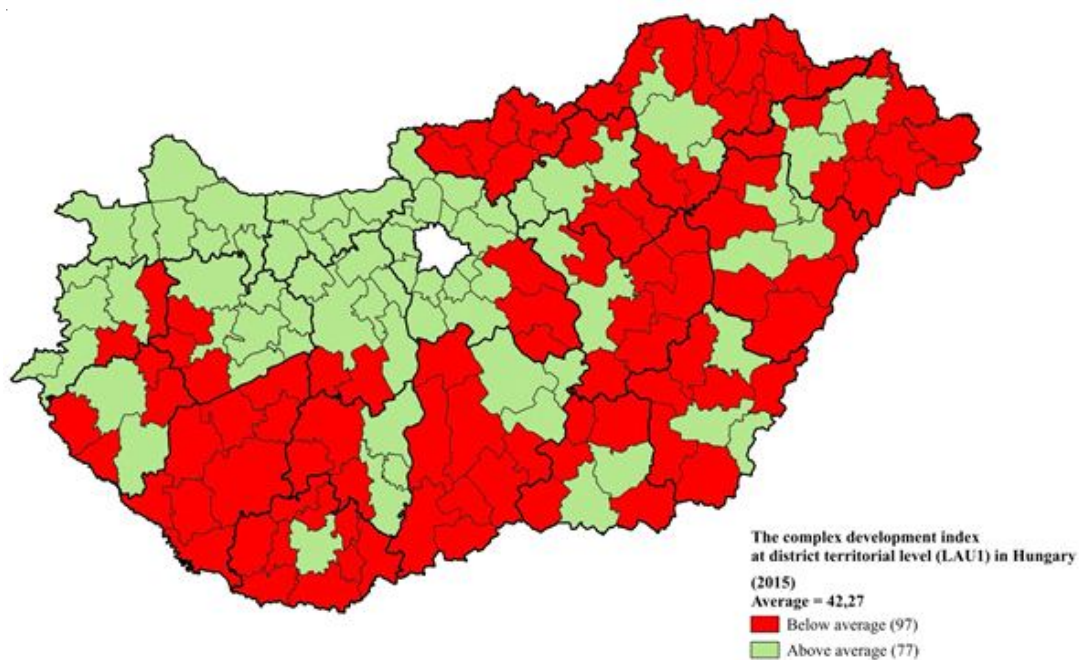 The complex development index
at district territorial level (LAU1) in Hungary
(2015)
Average = 42,27
Below average (97)
Above average (77)